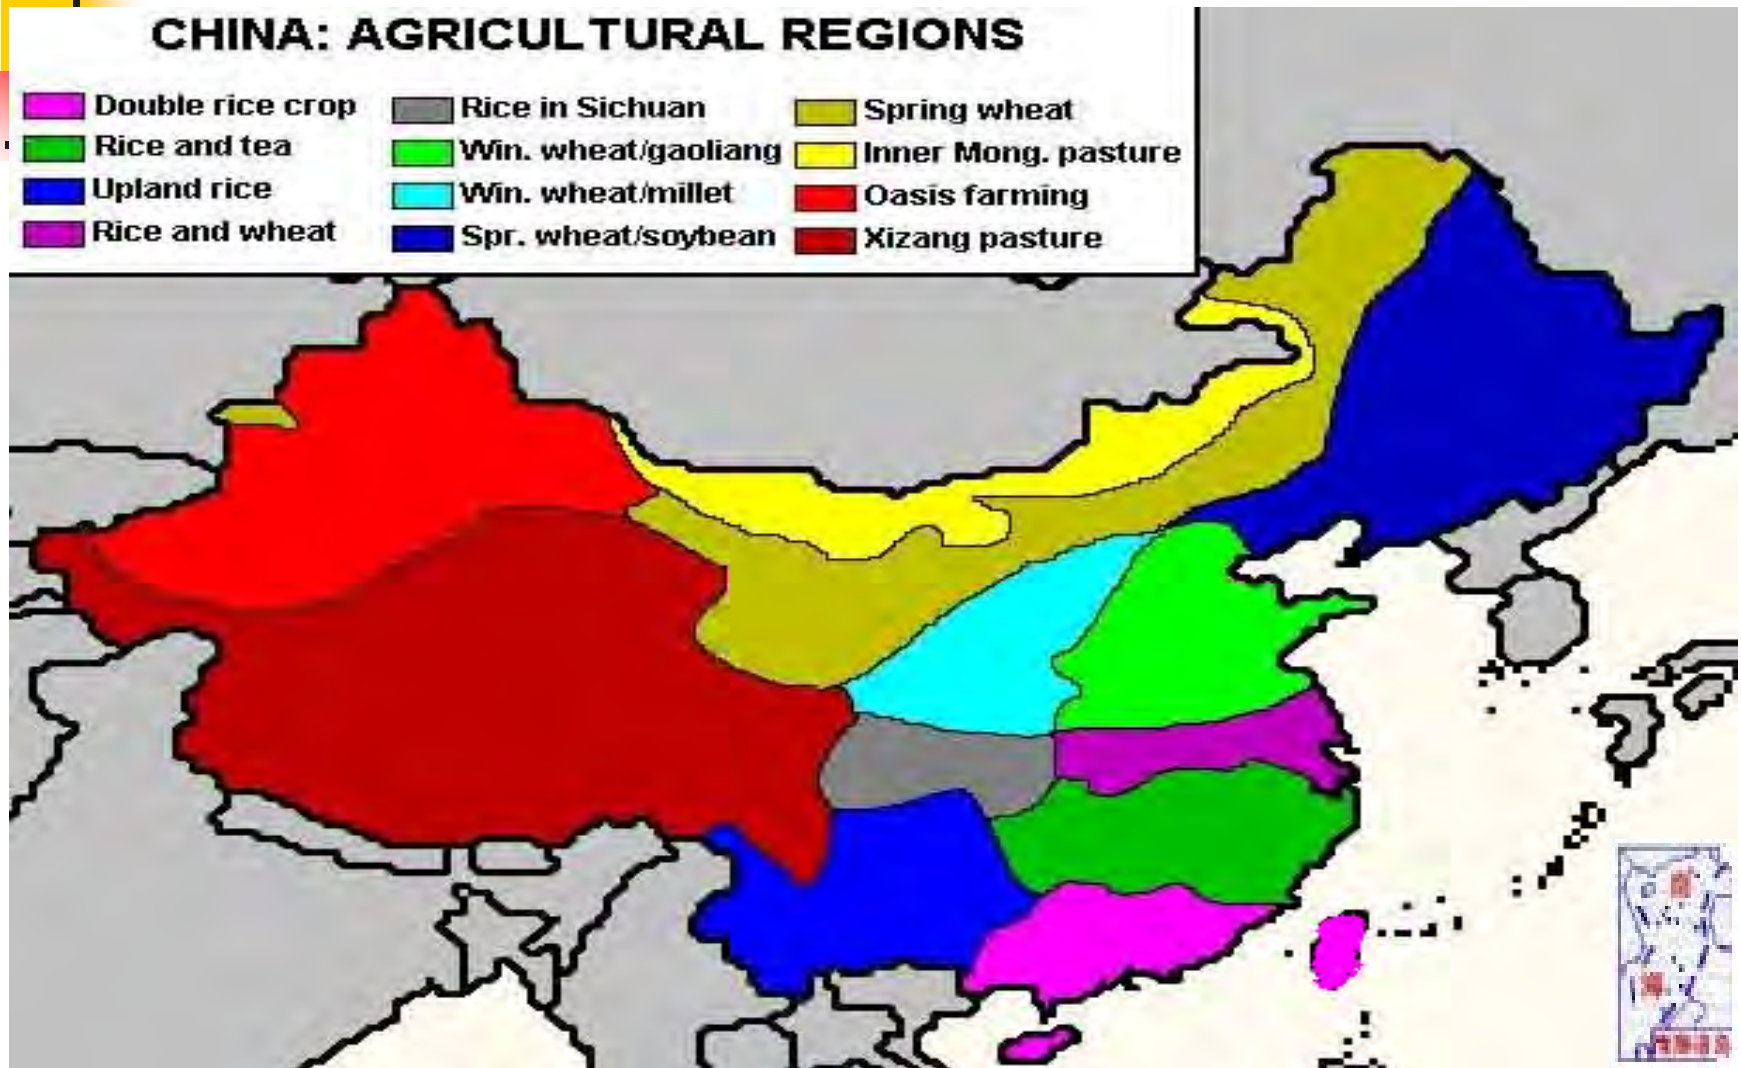 CHINA: AGRICULTURAL REGIONS
Double rice crop
Rice and tea
Upland rice
Rice and wheat
Rice in Sichuan
Win. wheat/gaoliang
Win. wheat/millet
Spr. wheat/soybean
Spring wheat
Inner Mong. pasture
Oasis farming
Xizang pasture